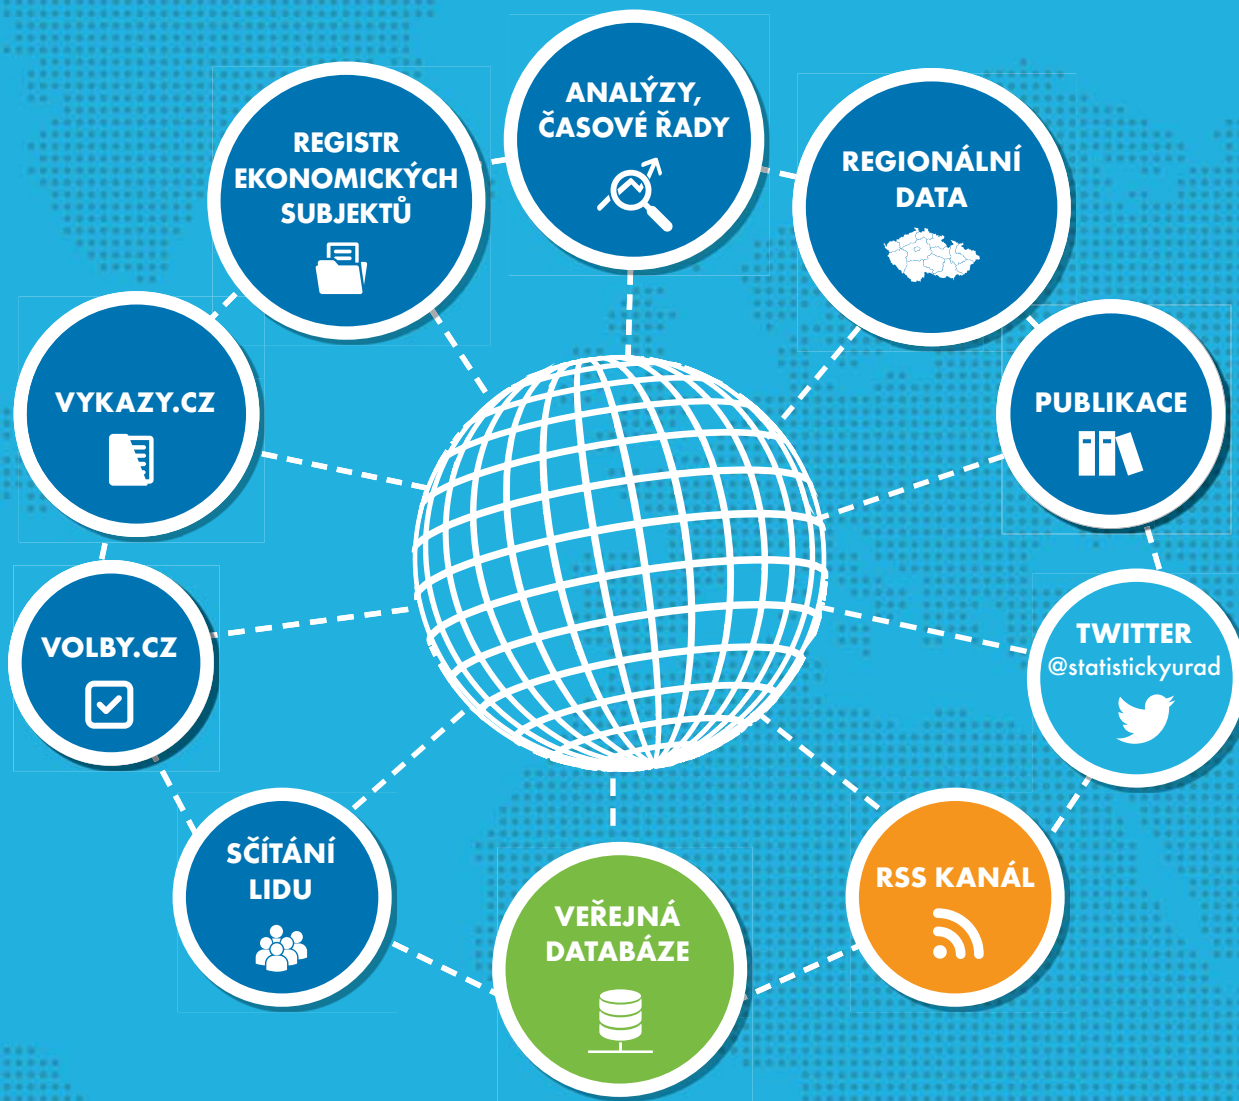 ANALÝZY,
ČASOVÉ ŘADY
REGISTR
EKONOMICKÝCH
SUBJEKTŮ
REGIONÁLNÍ
DATA
VYKAZY.CZ
PUBLIKACE
VOLBY.CZ
TWITTER
@statistickyurad
SČÍTÁNÍ
LIDU
VEŘEJNÁ
DATABÁZE
RSS KANÁL